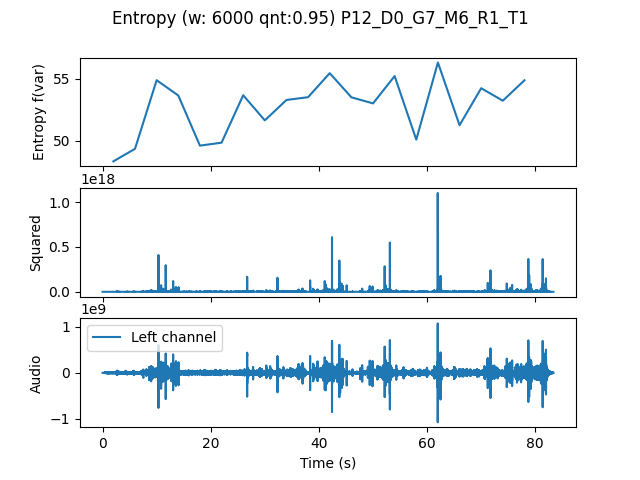 Entropy (w: 6000 qnt:0.95) P12_D0_G7_M6_R1_T1
55
50
Entropy f(var)
1e18
1.0
0.5
0.0
Squared
1e9
1
0
−1
Audio
Left channel
0
20
40
60
80
Time (s)